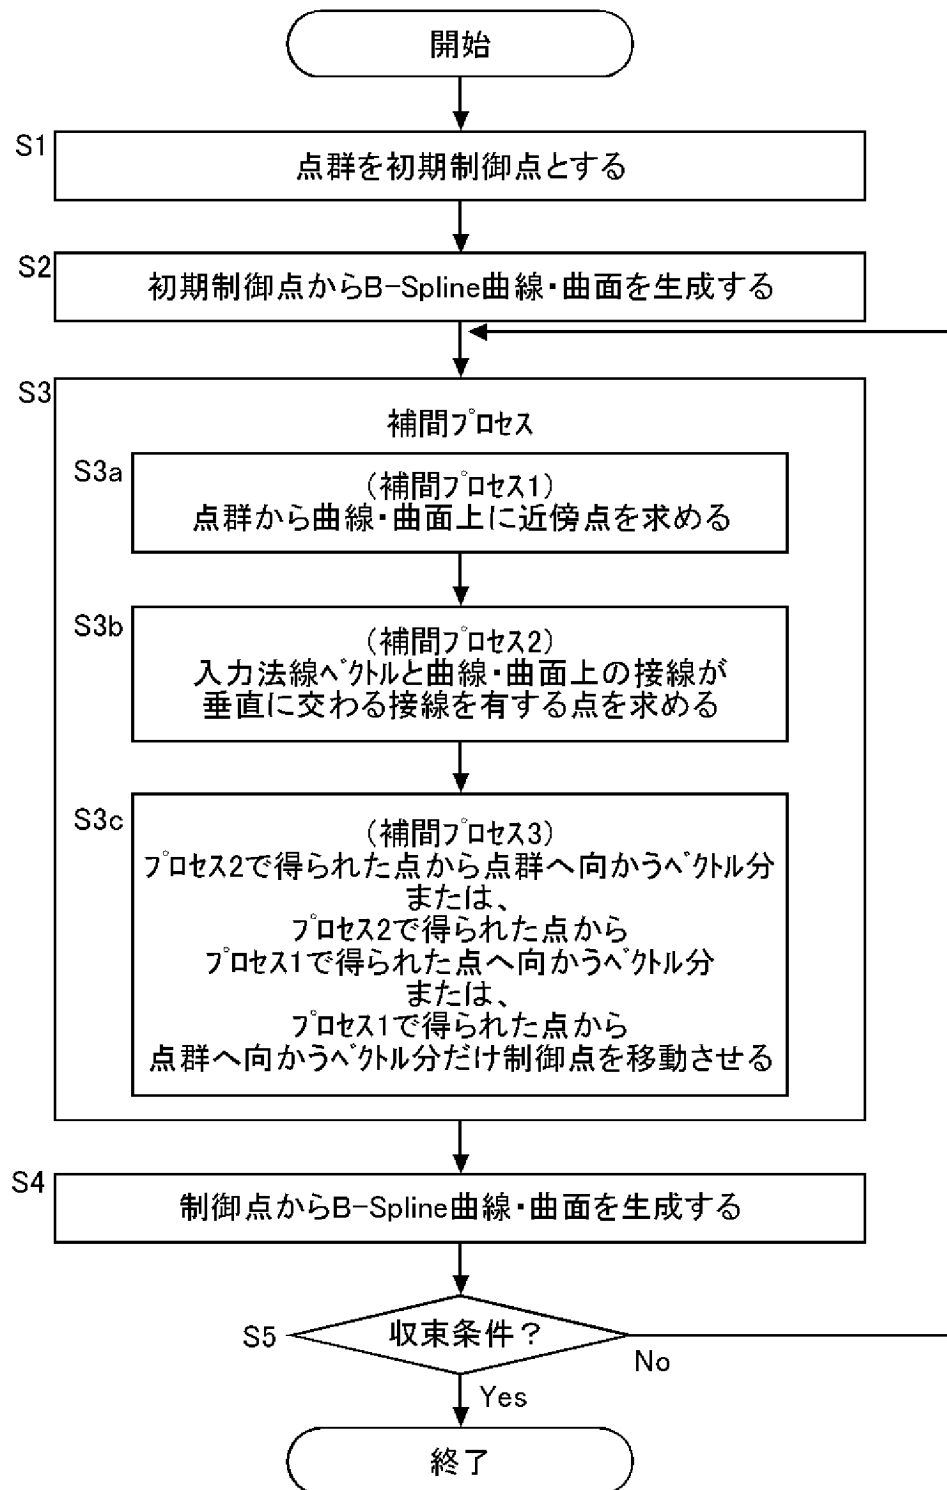 開始
S1
点群を初期制御点とする
S2
初期制御点からB-Spline曲線・曲面を生成する
S3
補間ﾌﾟﾛｾｽ
S3a
(補間ﾌﾟﾛｾｽ1)
点群から曲線・曲面上に近傍点を求める
S3b
(補間ﾌﾟﾛｾｽ2)
入力法線ﾍﾞｸﾄﾙと曲線・曲面上の接線が
垂直に交わる接線を有する点を求める
S3c
(補間ﾌﾟﾛｾｽ3)
ﾌﾟﾛｾｽ2で得られた点から点群へ向かうﾍﾞｸﾄﾙ分
または、
ﾌﾟﾛｾｽ2で得られた点から
ﾌﾟﾛｾｽ1で得られた点へ向かうﾍﾞｸﾄﾙ分
または、
ﾌﾟﾛｾｽ1で得られた点から
点群へ向かうﾍﾞｸﾄﾙ分だけ制御点を移動させる
S4
制御点からB-Spline曲線・曲面を生成する
S5
収束条件？
No
Yes
終了